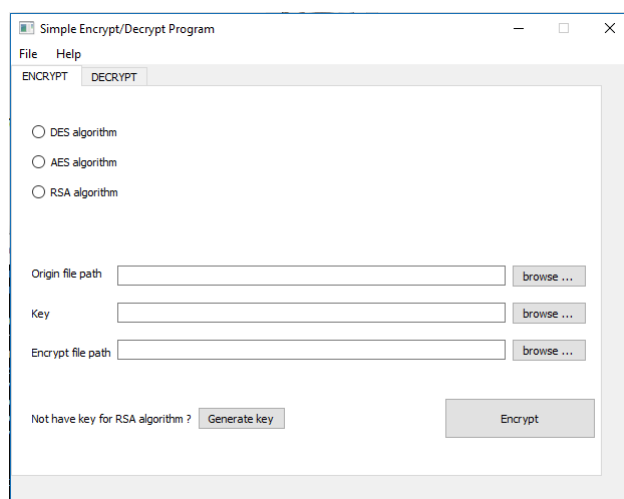 Simple Encrypt/Decrypt Program
File Help
ENCRYPT DECRYPT
DES algorithm
AES algorithm
RSA algorithm
Origin file path browse ...
Key browse ...
Encrypt file path browse ...
Not have key for RSA algorithm ? Generate key Encrypt